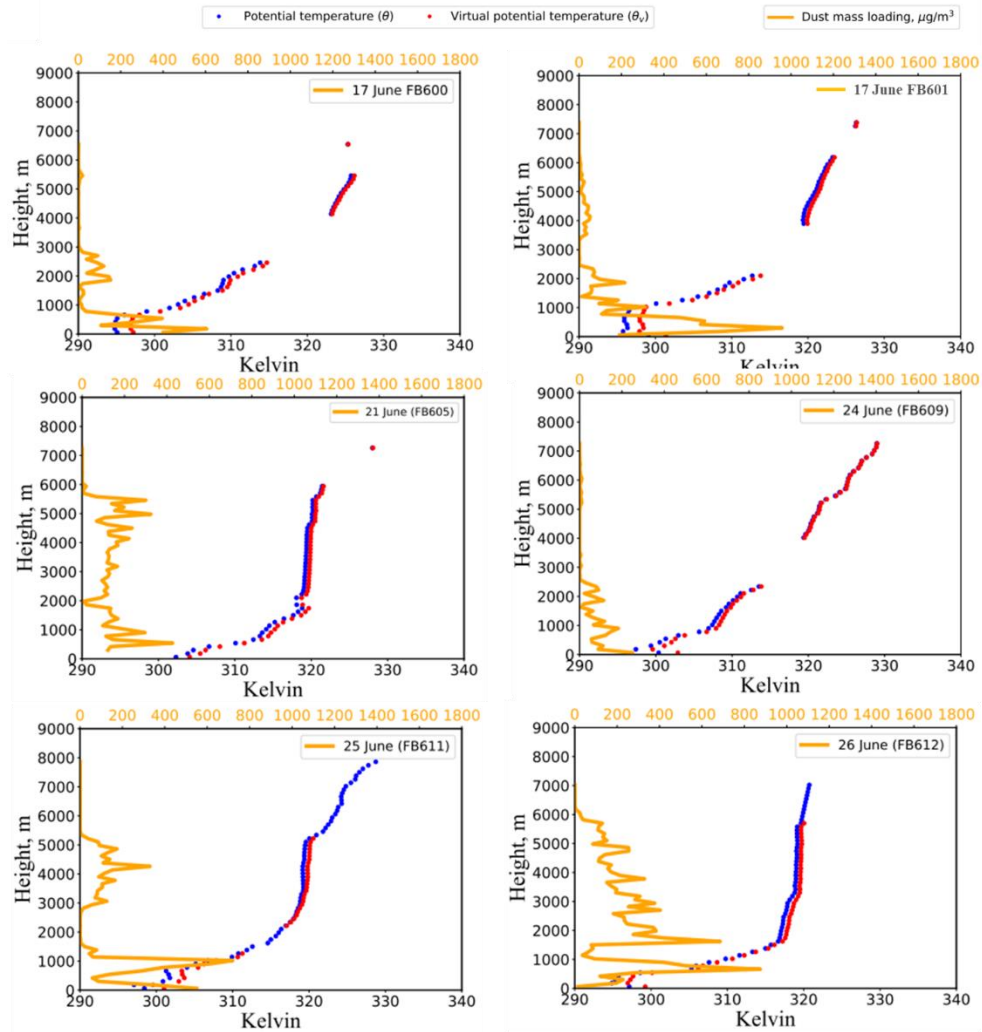 Potential temperature (θ) Virtual potential temperature (θv) Dust mass loading, μg/m³
0 200 400 600 800 1000 1200 1400 1600 1800
0 200 400 600 800 1000 1200 1400 1600 1800
9000
8000
7000
6000
5000
4000
3000
2000
1000
0
Height, m
17 June FB600
290 300 310 320 330 340
Kelvin
9000
8000
7000
6000
5000
4000
3000
2000
1000
0
Height, m
17 June FB601
290 300 310 320 330 340
Kelvin
0 200 400 600 800 1000 1200 1400 1600 1800
0 200 400 600 800 1000 1200 1400 1600 1800
9000
8000
7000
6000
5000
4000
3000
2000
1000
0
Height, m
21 June (FB605)
290 300 310 320 330 340
Kelvin
9000
8000
7000
6000
5000
4000
3000
2000
1000
0
Height, m
24 June (FB609)
290 300 310 320 330 340
Kelvin
0 200 400 600 800 1000 1200 1400 1600 1800
0 200 400 600 800 1000 1200 1400 1600 1800
9000
8000
7000
6000
5000
4000
3000
2000
1000
0
Height, m
25 June (FB611)
290 300 310 320 330 340
Kelvin
9000
8000
7000
6000
5000
4000
3000
2000
1000
0
Height, m
26 June (FB612)
290 300 310 320 330 340
Kelvin